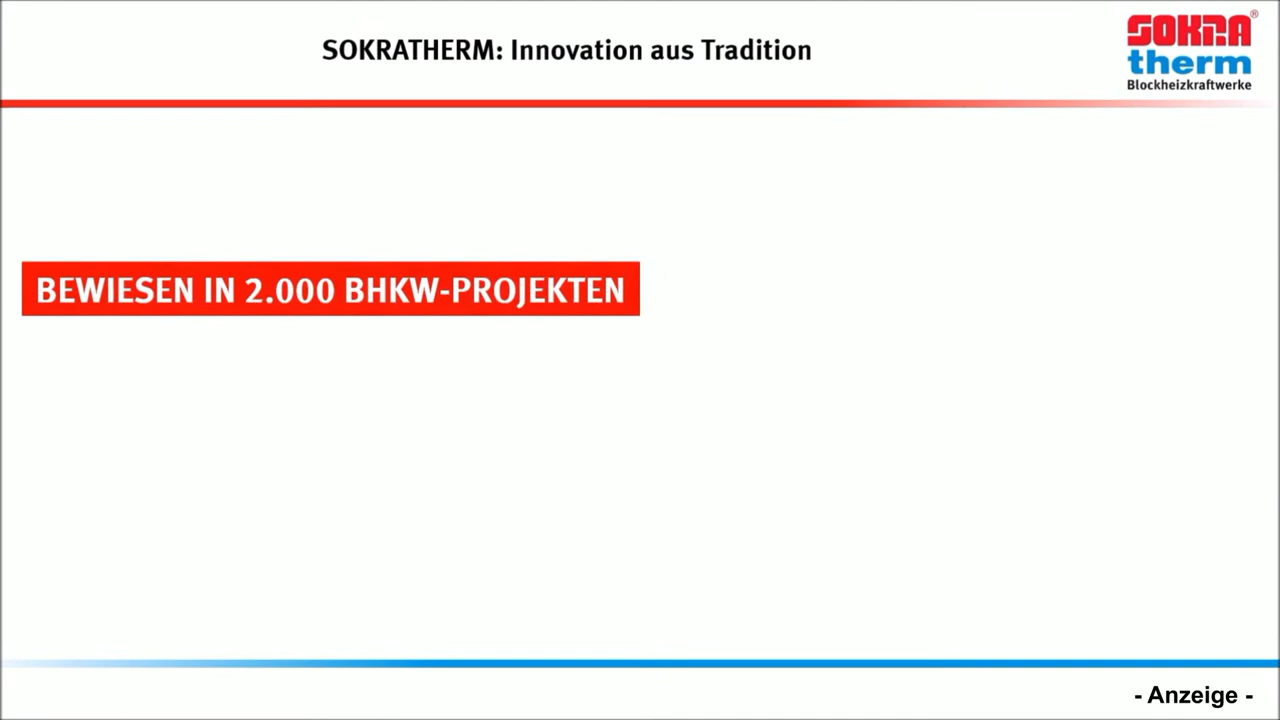 SOKRATHERM: Innovation aus Tradition
SOKRA®
therm
Blockheizkraftwerke
BEWIESEN IN 2.000 BHKW-PROJEKTEN
- Anzeige -